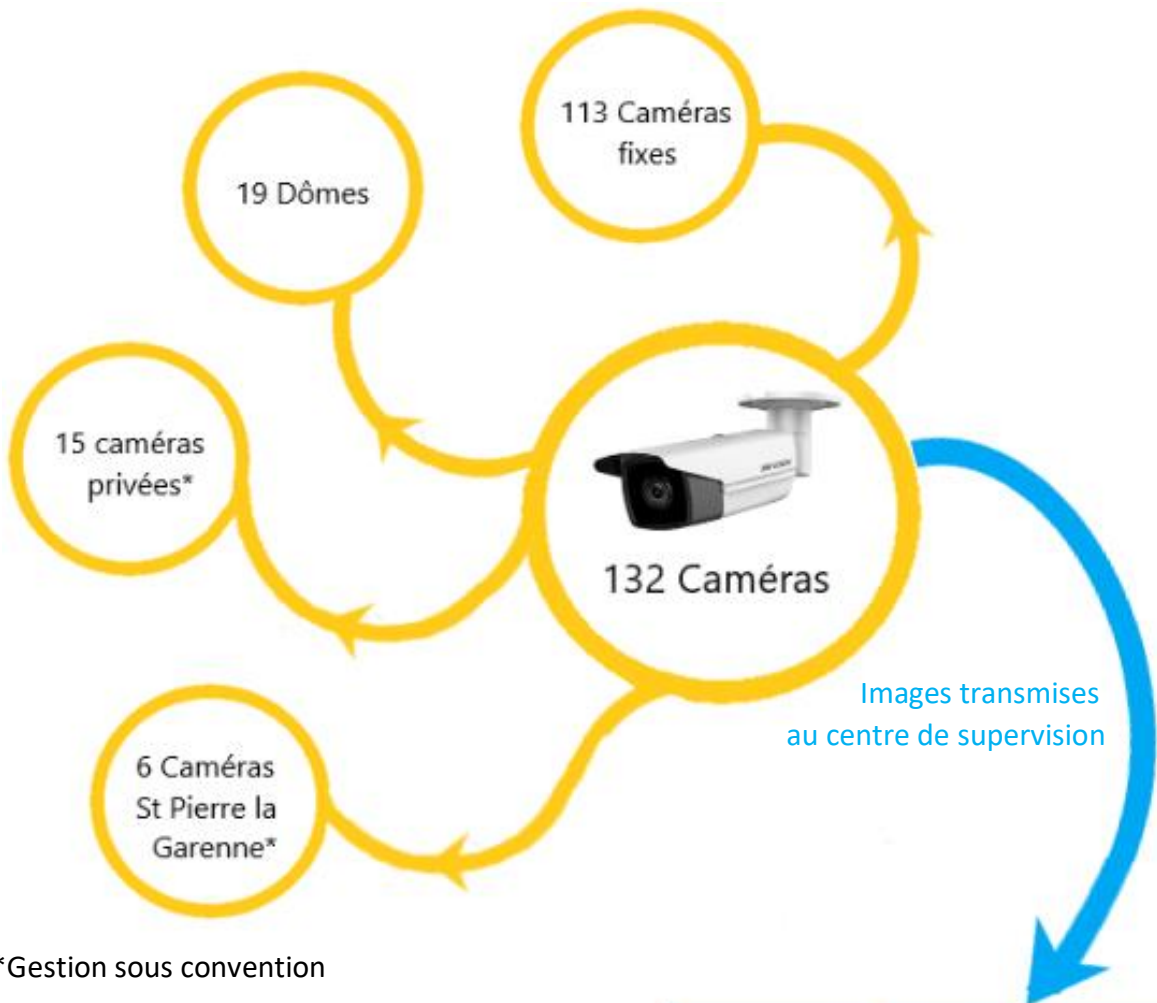 113 Caméras
fixes
19 Dômes
15 caméras
privées*
132 Caméras
Images transmises
au centre de supervision
6 Caméras
St Pierre la
Garenne*
*Gestion sous convention